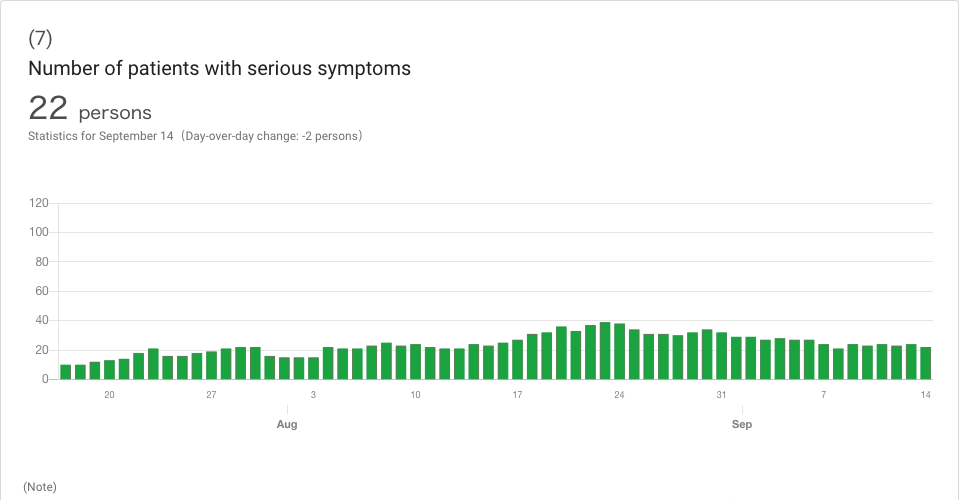 (7)
Number of patients with serious symptoms
22 persons
Statistics for September 14（Day-over-day change: -2 persons）
120
100
80
60
40
20
0
20 27 3 10 17 24 31 7 14
Aug Sep
(Note)